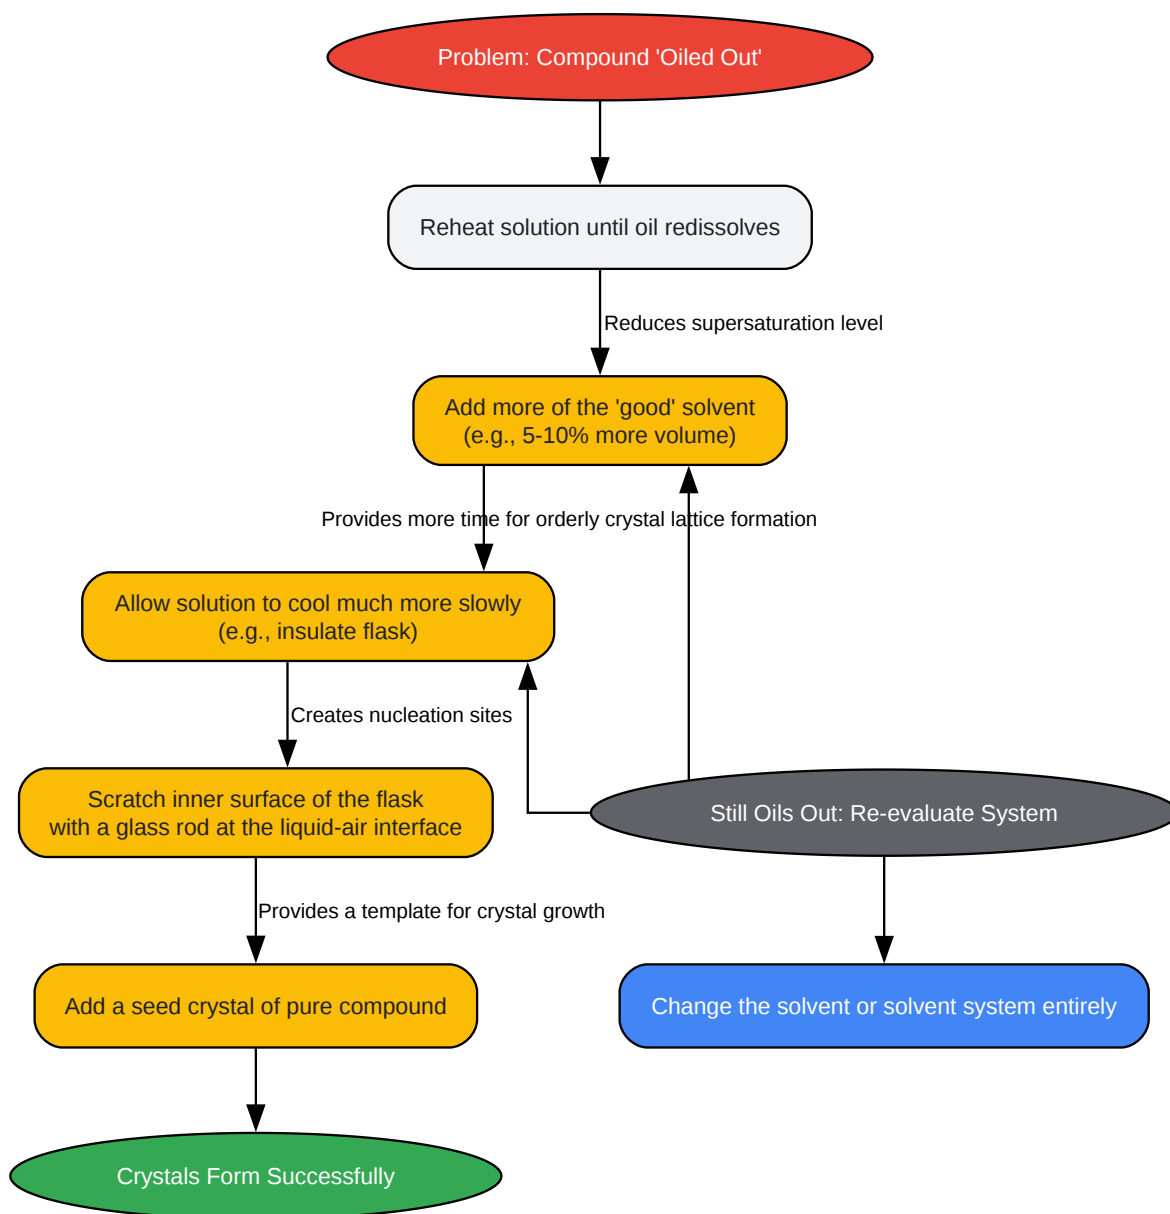 Problem: Compound 'Oiled Out'
Reheat solution until oil redissolves
Reduces supersaturation level
Add more of the 'good' solvent
(e.g., 5-10% more volume)
Provides more time for orderly crystal lattice formation
Allow solution to cool much more slowly
(e.g., insulate flask)
Creates nucleation sites
Scratch inner surface of the flask
with a glass rod at the liquid-air interface
Still Oils Out: Re-evaluate System
Provides a template for crystal growth
Add a seed crystal of pure compound
Change the solvent or solvent system entirely
Crystals Form Successfully